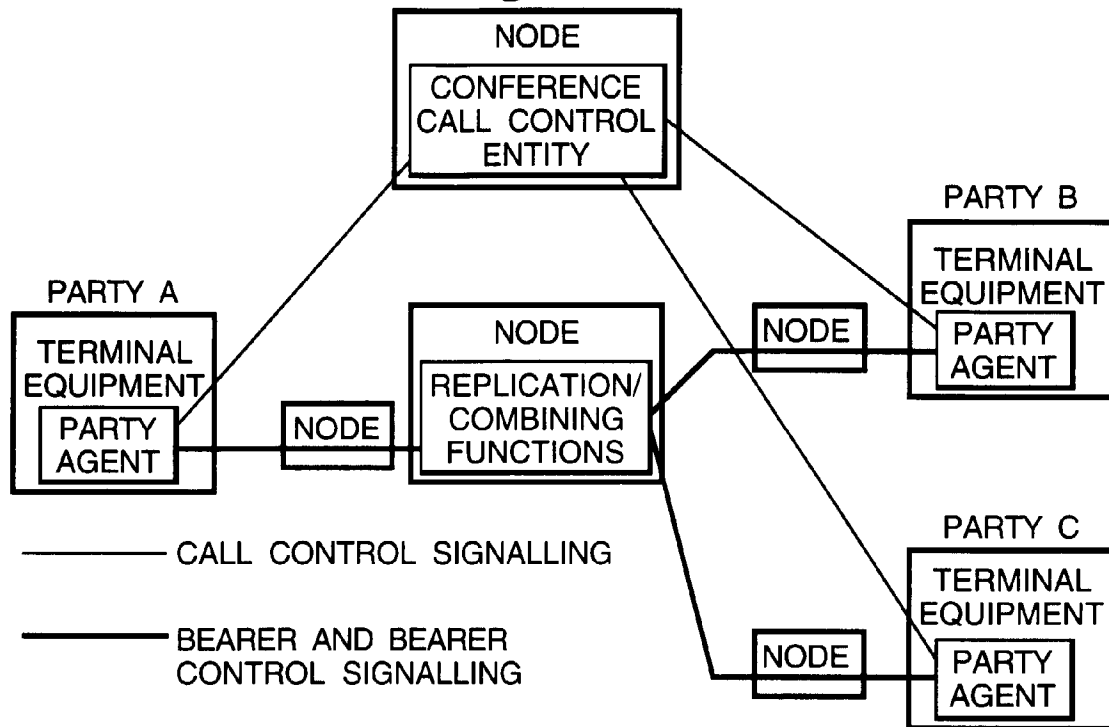 NODE
CONFERENCE
CALL CONTROL
ENTITY
PARTY B
TERMINAL
EQUIPMENT
PARTY
AGENT
PARTY A
TERMINAL
EQUIPMENT
PARTY
AGENT
NODE
NODE
REPLICATION/
COMBINING
FUNCTIONS
NODE
PARTY C
TERMINAL
EQUIPMENT
PARTY
AGENT
NODE
CALL CONTROL SIGNALLING
BEARER AND BEARER
CONTROL SIGNALLING